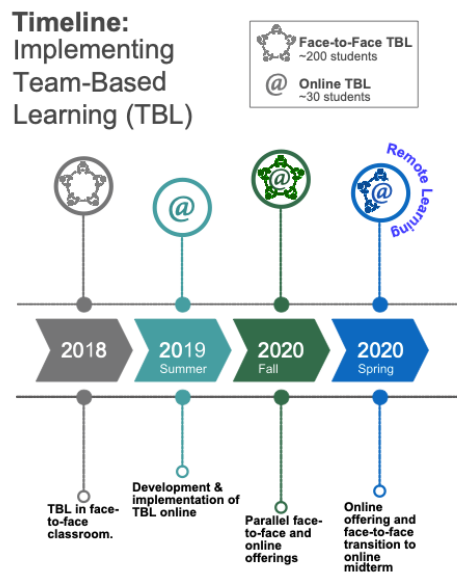 Timeline:
Implementing
Team-Based
Learning (TBL)
Face-to-Face TBL
~200 students
@ Online TBL
~30 students
@
@
@
Remote Learning
2018
2019
Summer
2020
Fall
2020
Spring
TBL in face-
to-face
classroom.
Development &
implementation of
TBL online
Parallel face-
to-face and
online
offerings
Online
offering and
face-to-face
transition to
online
midterm